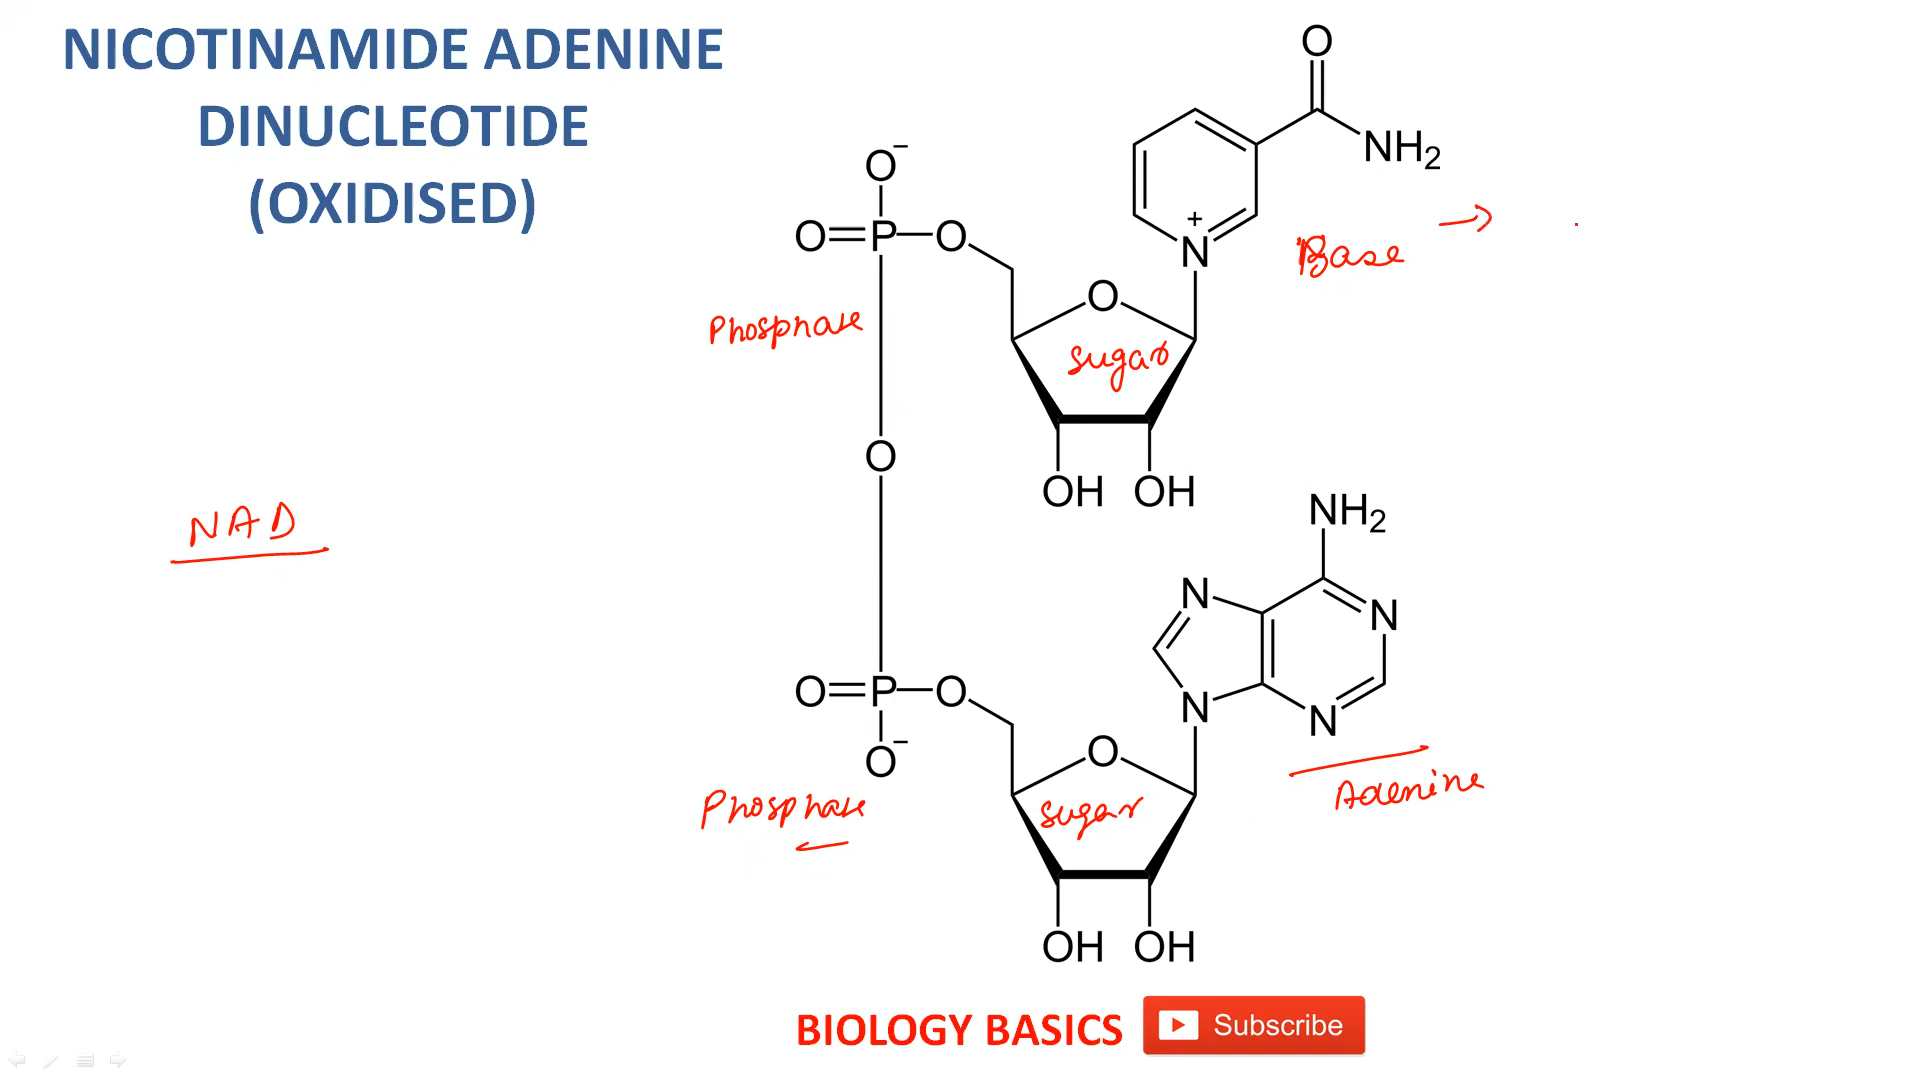 NICOTINAMIDE ADENINE
DINUCLEOTIDE
(OXIDISED)
O
NH2
O−
O=P−O
+
N
Base →
O
Phosphate
sugar
O
OH OH
NAD
NH2
N
N
O=P−O
N
N
O−
O
Adenine
Phosphate
sugar
OH OH
BIOLOGY BASICS
Subscribe